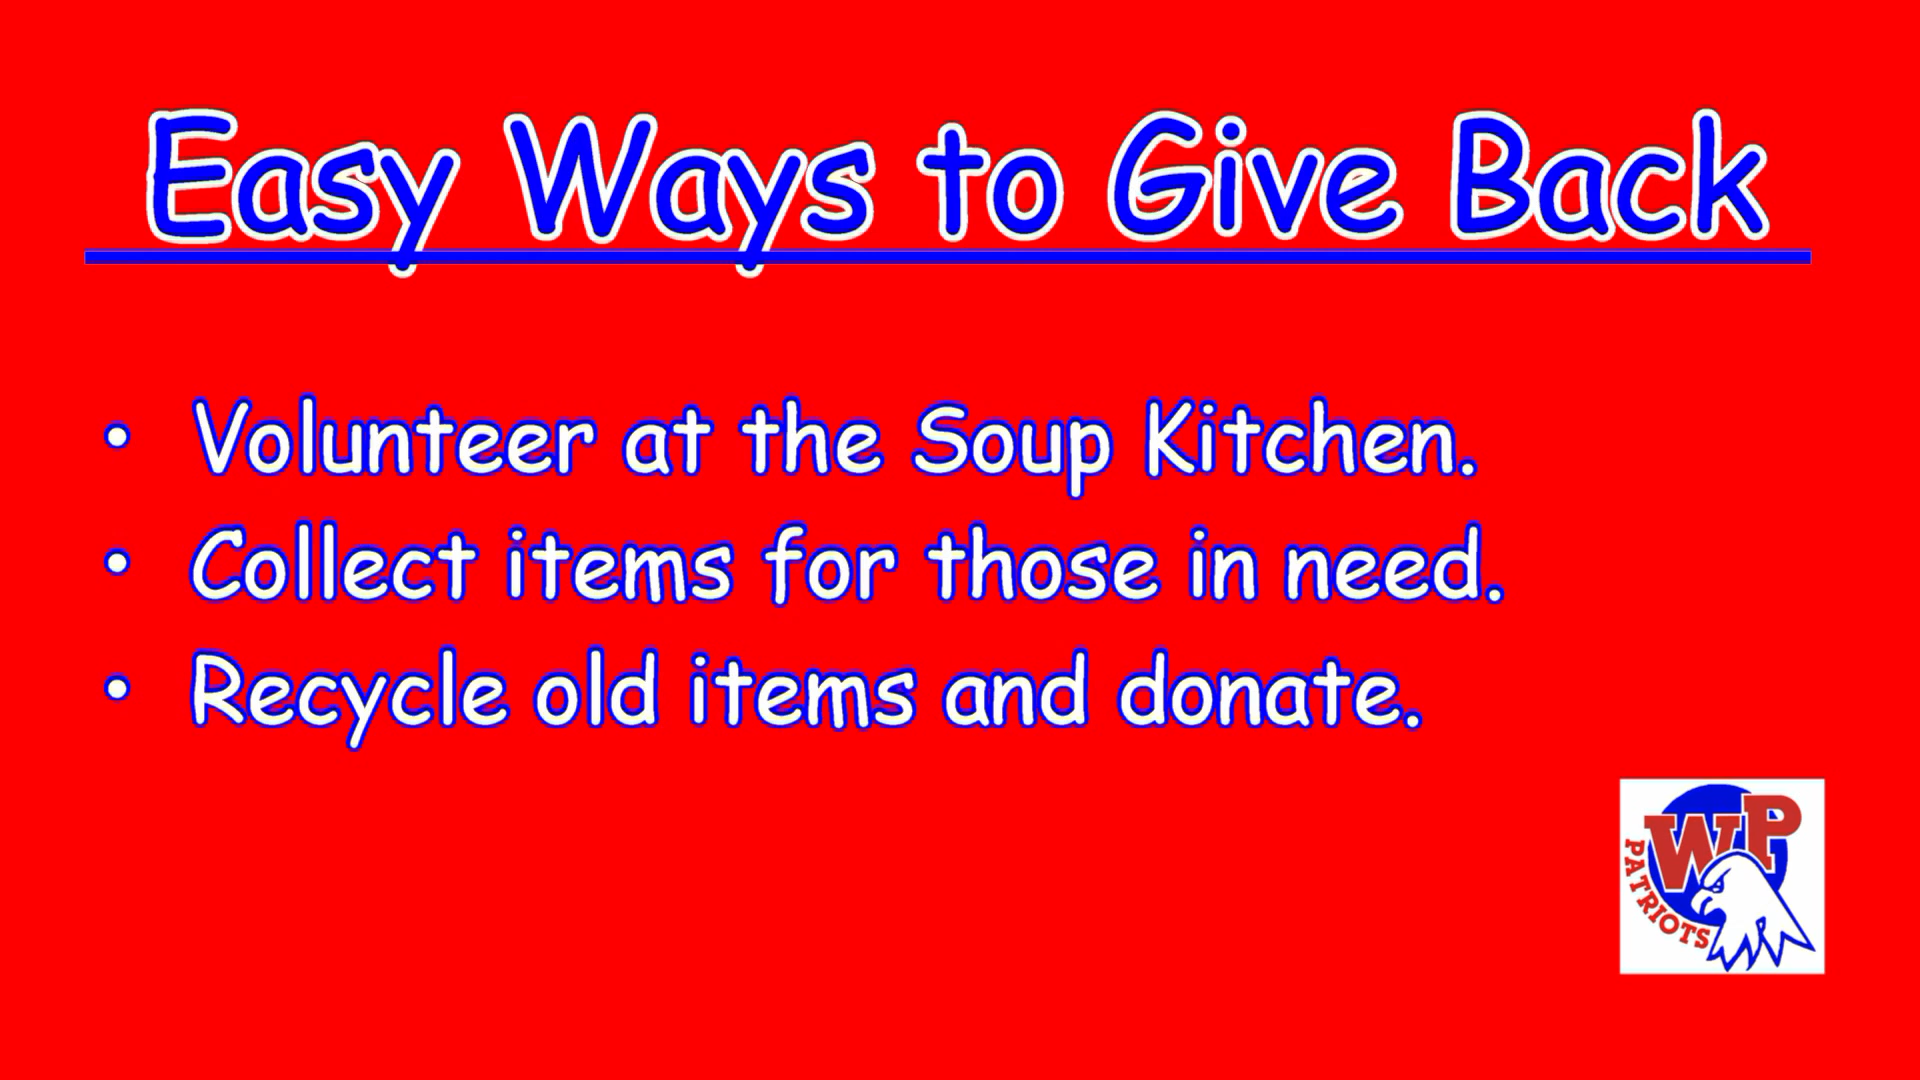 Easy Ways to Give Back
• Volunteer at the Soup Kitchen.
• Collect items for those in need.
• Recycle old items and donate.
WP
PATRIOTS